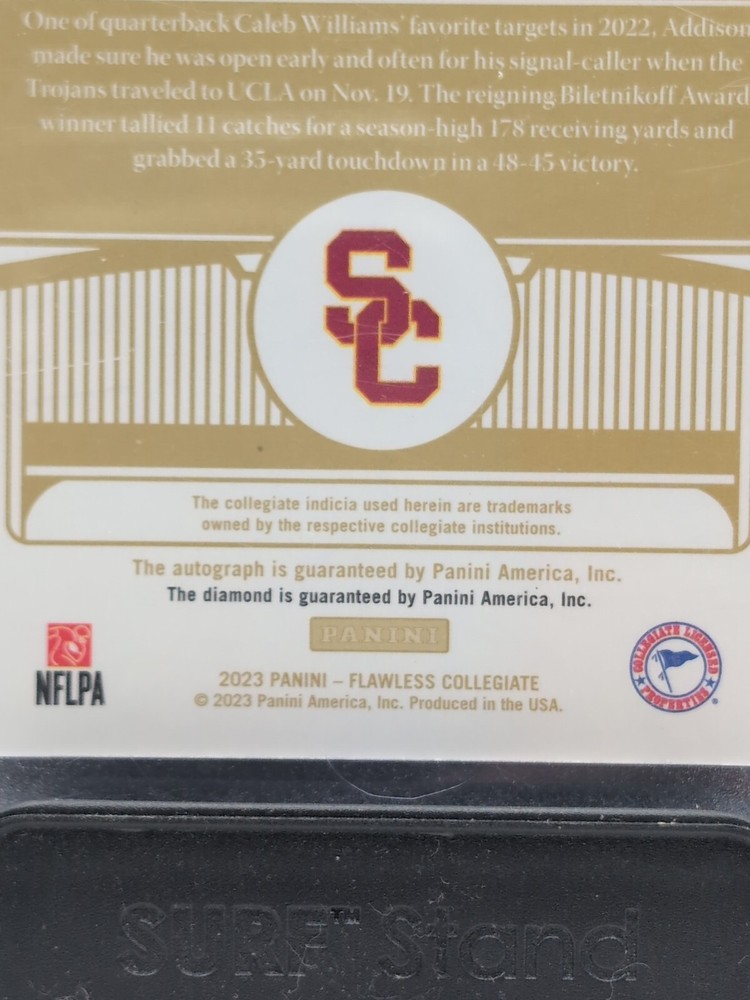 One of quarterback Caleb Williams' favorite targets in 2022, Addison
made sure he was open early and often for his signal-caller when the
Trojans traveled to UCLA on Nov. 19. The reigning Biletnikoff Award
winner tallied 11 catches for a season-high 178 receiving yards and
grabbed a 35-yard touchdown in a 48-45 victory.
SC
The collegiate indicia used herein are trademarks
owned by the respective collegiate institutions.
The autograph is guaranteed by Panini America, Inc.
The diamond is guaranteed by Panini America, Inc.
PANINI
NFLPA
2023 PANINI – FLAWLESS COLLEGIATE
© 2023 Panini America, Inc. Produced in the USA.
COLLEGIATE LICENSED
PROPERTIES ®
SURF™ Stand